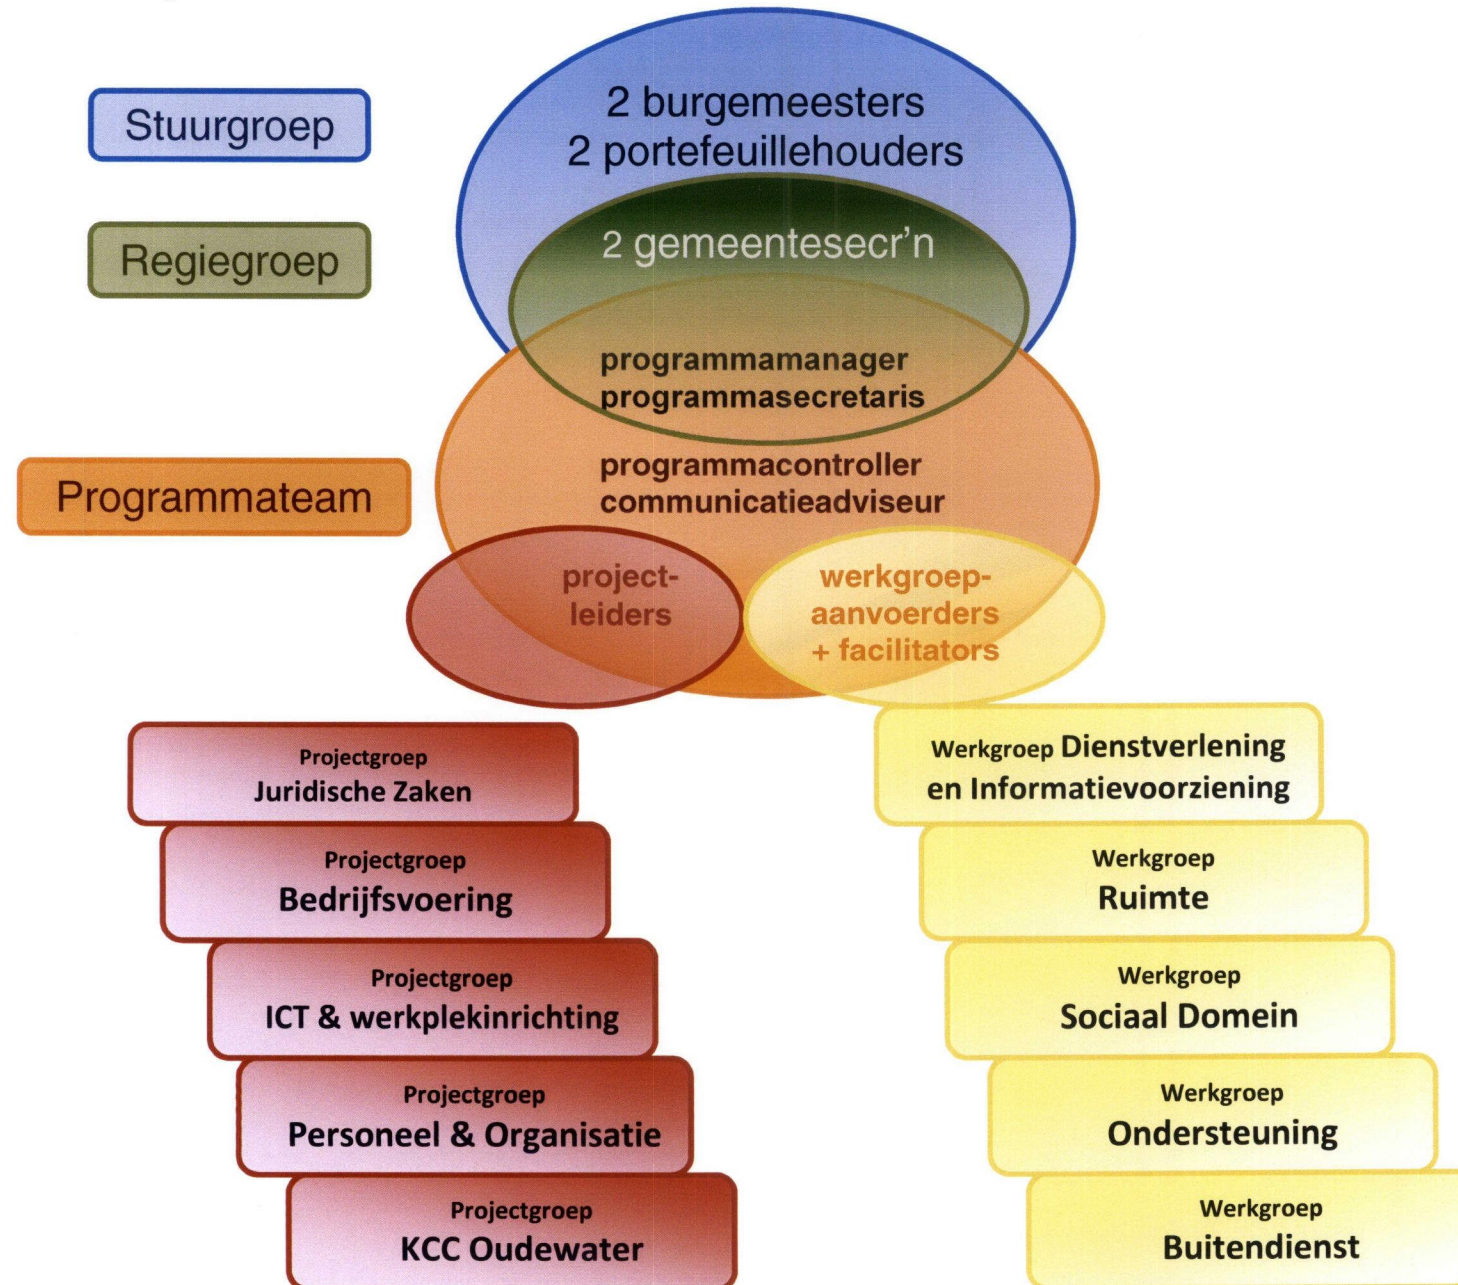 Stuurgroep
2 burgemeesters
2 portefeuillehouders
Regiegroep
2 gemeentesecr’n
programmamanager
programmasecretaris
Programmateam
programmacontroller
communicatieadviseur
project-
leiders
werkgroep-
aanvoerders
+ facilitators
Projectgroep
Juridische Zaken
Projectgroep
Bedrijfsvoering
Projectgroep
ICT & werkplekinrichting
Projectgroep
Personeel & Organisatie
Projectgroep
KCC Oudewater
Werkgroep Dienstverlening
en Informatievoorziening
Werkgroep
Ruimte
Werkgroep
Sociaal Domein
Werkgroep
Ondersteuning
Werkgroep
Buitendienst